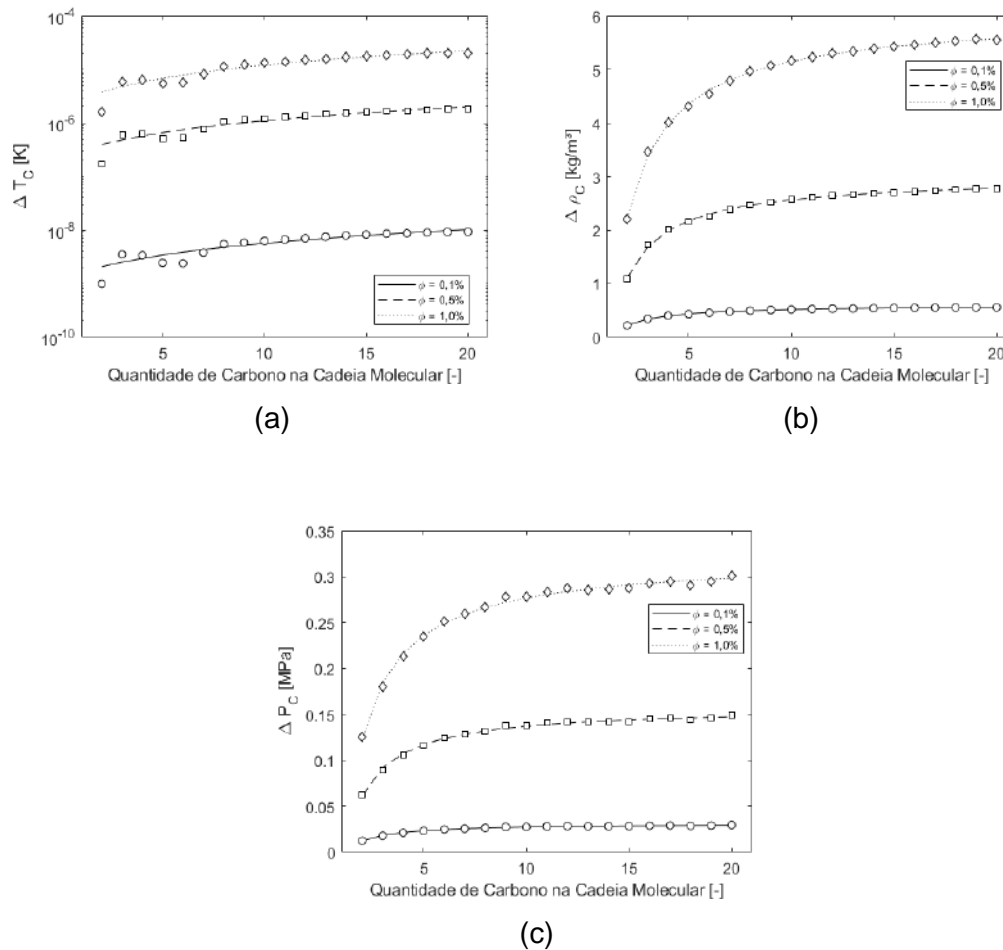 10⁻⁴
10⁻⁶
10⁻⁸
10⁻¹⁰
Δ T_C [K]
5 10 15 20
Quantidade de Carbono na Cadeia Molecular [-]
ϕ = 0,1%
ϕ = 0,5%
ϕ = 1,0%
(a)
6
5
4
3
2
1
0
Δ ρ_C [kg/m³]
5 10 15 20
Quantidade de Carbono na Cadeia Molecular [-]
ϕ = 0,1%
ϕ = 0,5%
ϕ = 1,0%
(b)
0.35
0.3
0.25
0.2
0.15
0.1
0.05
0
Δ P_C [MPa]
5 10 15 20
Quantidade de Carbono na Cadeia Molecular [-]
ϕ = 0,1%
ϕ = 0,5%
ϕ = 1,0%
(c)